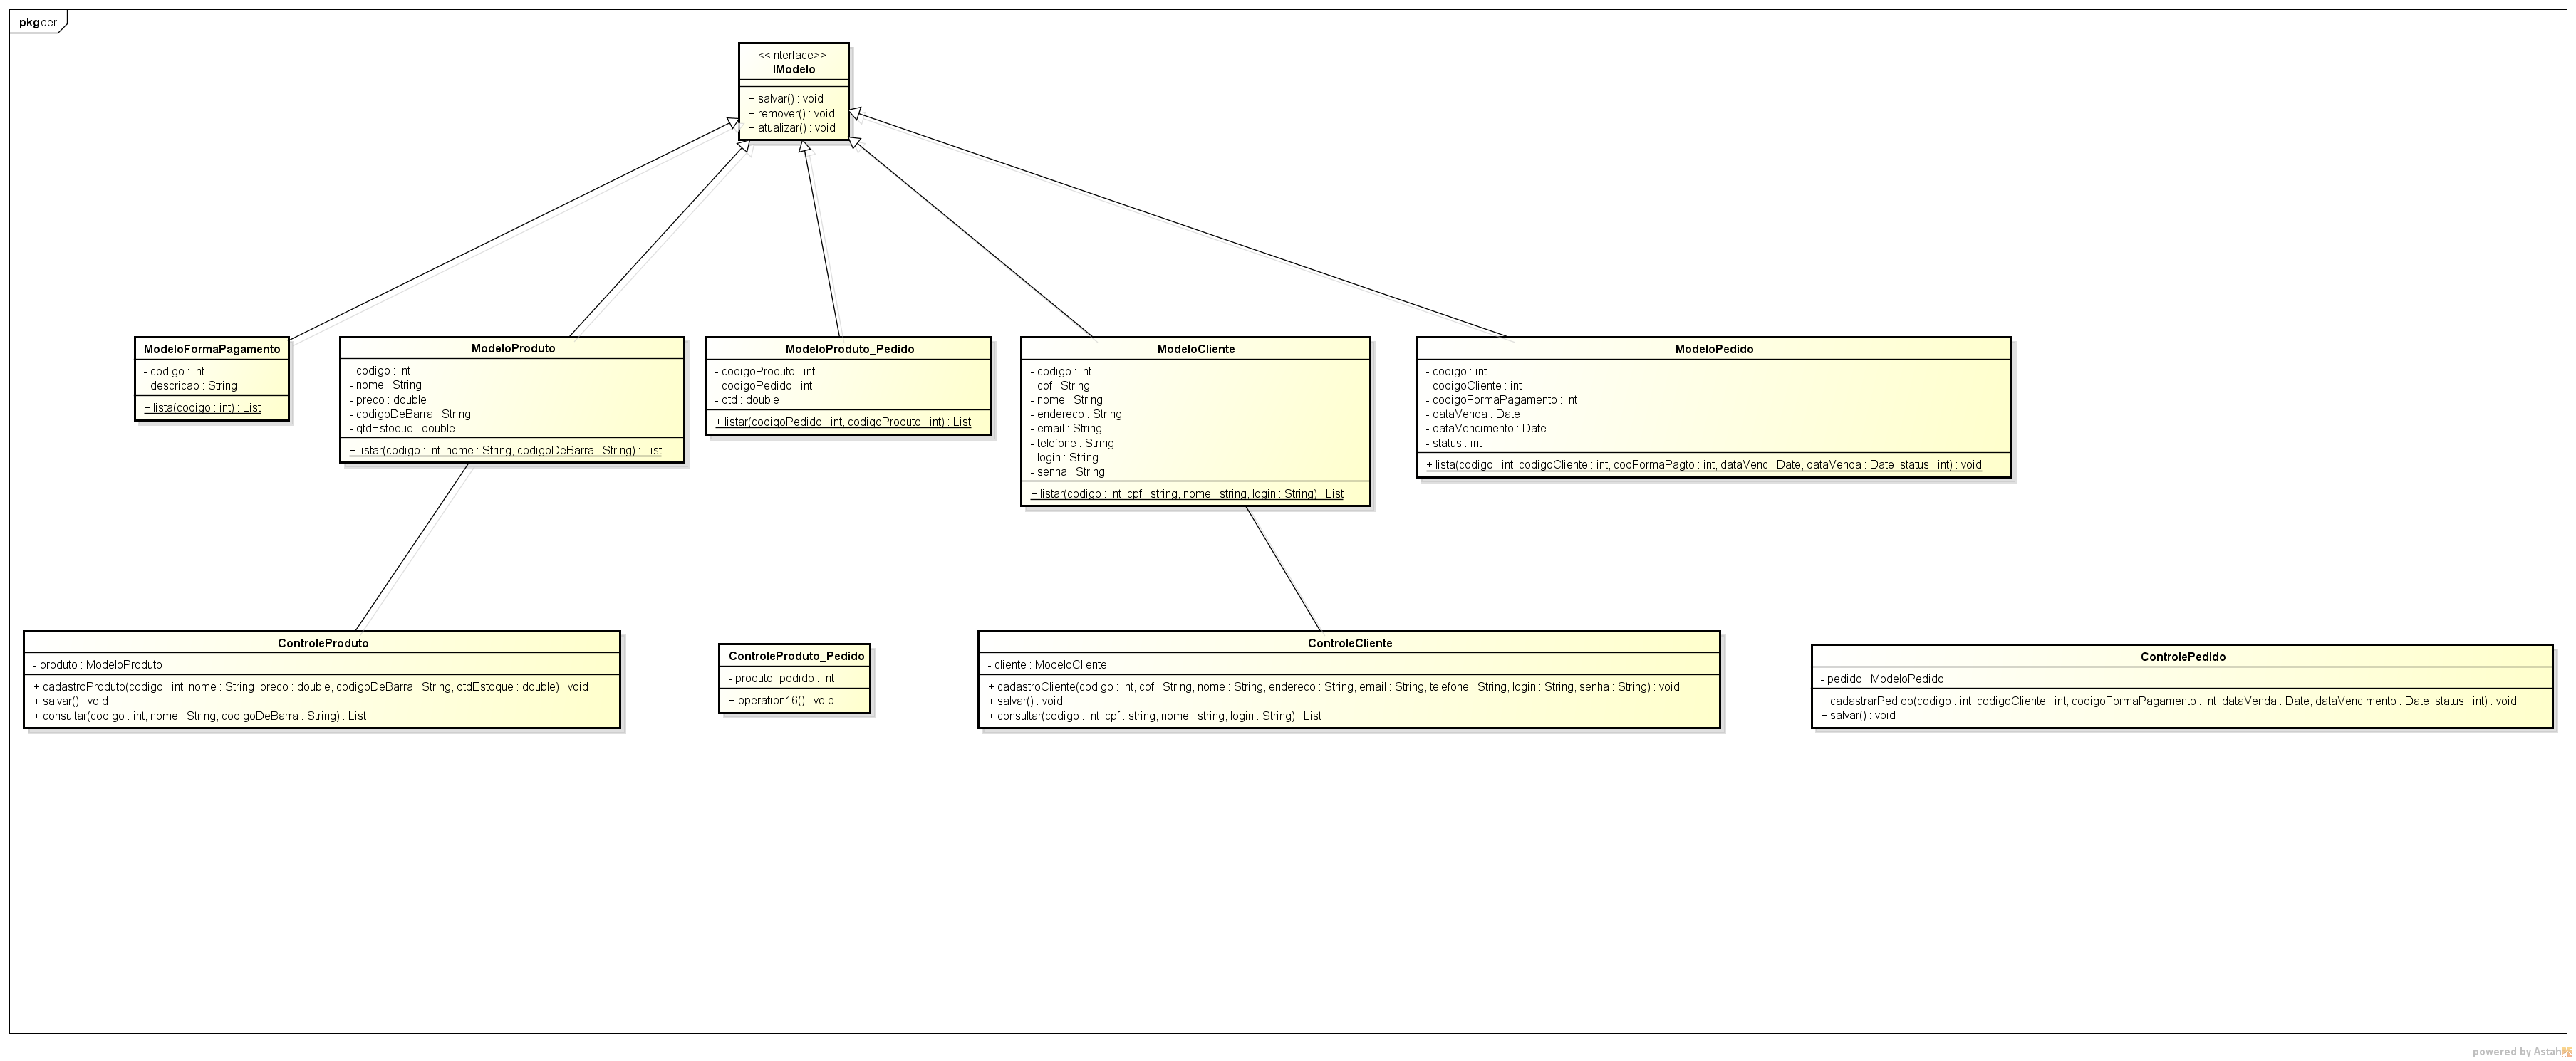 pkg der
<<interface>>
IModelo
+ salvar() : void
+ remover() : void
+ atualizar() : void
ModeloFormaPagamento
- codigo : int
- descricao : String
+ lista(codigo : int) : List
ModeloProduto
- codigo : int
- nome : String
- preco : double
- codigoDeBarra : String
- qtdEstoque : double
+ listar(codigo : int, nome : String, codigoDeBarra : String) : List
ModeloProduto_Pedido
- codigoProduto : int
- codigoPedido : int
- qtd : double
+ listar(codigoPedido : int, codigoProduto : int) : List
ModeloCliente
- codigo : int
- cpf : String
- nome : String
- endereco : String
- email : String
- telefone : String
- login : String
- senha : String
+ listar(codigo : int, cpf : string, nome : string, login : String) : List
ModeloPedido
- codigo : int
- codigoCliente : int
- codigoFormaPagamento : int
- dataVenda : Date
- dataVencimento : Date
- status : int
+ lista(codigo : int, codigoCliente : int, codFormaPagto : int, dataVenc : Date, dataVenda : Date, status : int) : void
ControleProduto
- produto : ModeloProduto
+ cadastroProduto(codigo : int, nome : String, preco : double, codigoDeBarra : String, qtdEstoque : double) : void
+ salvar() : void
+ consultar(codigo : int, nome : String, codigoDeBarra : String) : List
ControleProduto_Pedido
- produto_pedido : int
+ operation16() : void
ControleCliente
- cliente : ModeloCliente
+ cadastroCliente(codigo : int, cpf : String, nome : String, endereco : String, email : String, telefone : String, login : String, senha : String) : void
+ salvar() : void
+ consultar(codigo : int, cpf : string, nome : string, login : String) : List
ControlePedido
- pedido : ModeloPedido
+ cadastrarPedido(codigo : int, codigoCliente : int, codigoFormaPagamento : int, dataVenda : Date, dataVencimento : Date, status : int) : void
+ salvar() : void
powered by Astah